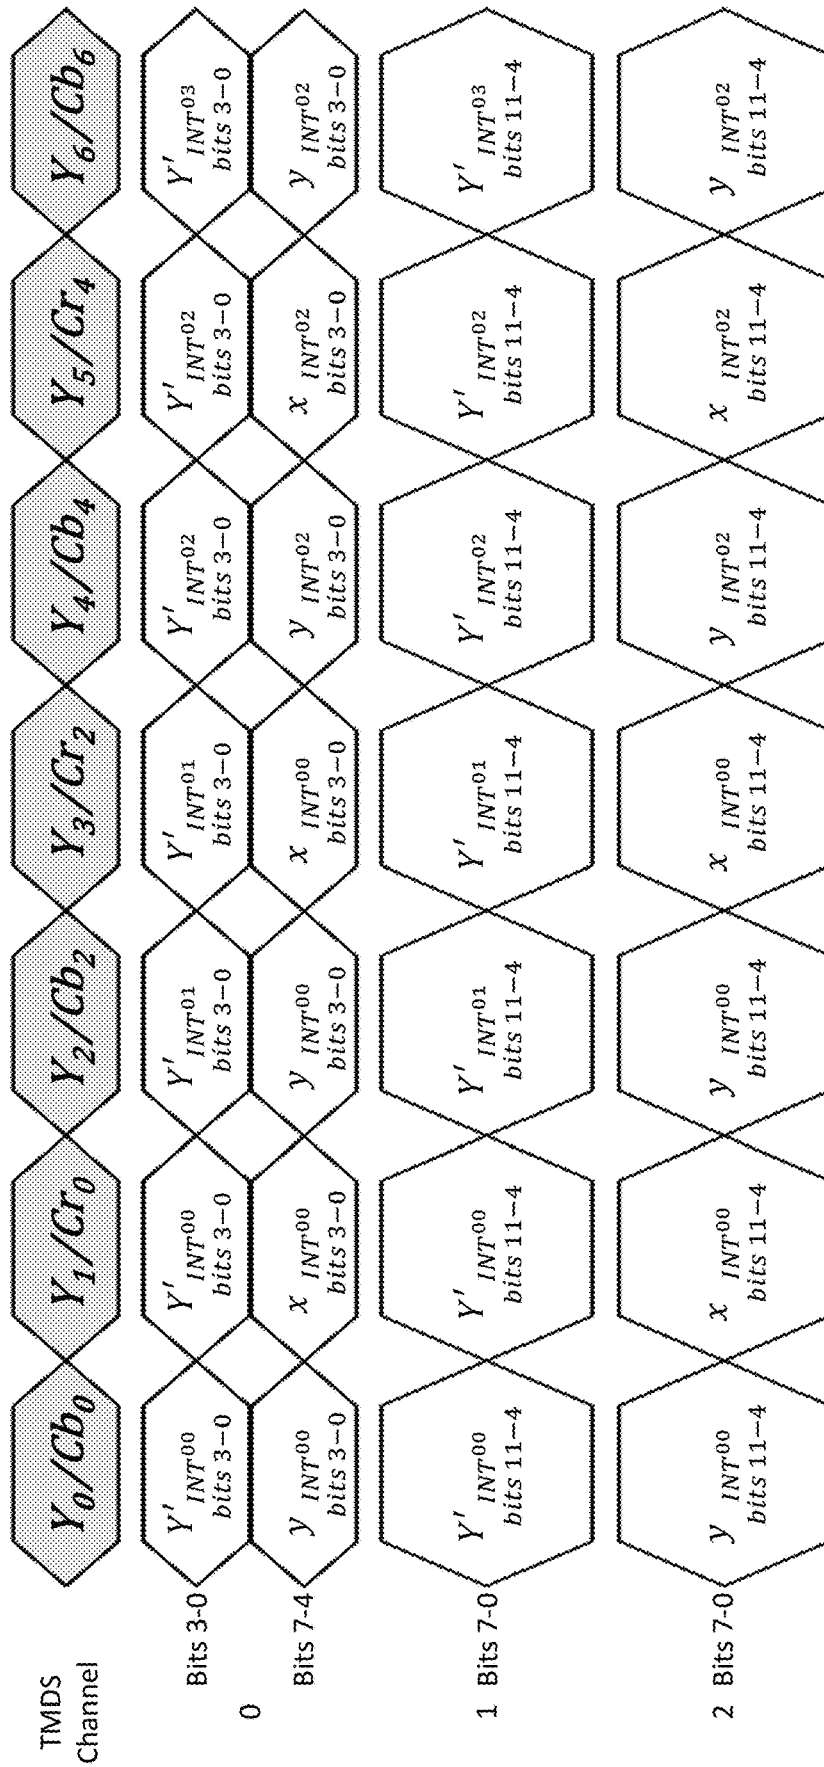 TMDS
Channel
Y₀/Cb₀ Y₁/Cr₀ Y₂/Cb₂ Y₃/Cr₂ Y₄/Cb₄ Y₅/Cr₄ Y₆/Cb₆
0
Bits 3-0
Y' INT⁰⁰ Y' INT⁰⁰ Y' INT⁰¹ Y' INT⁰¹ Y' INT⁰² Y' INT⁰² Y' INT⁰³
bits 3–0 bits 3–0 bits 3–0 bits 3–0 bits 3–0 bits 3–0 bits 3–0
Bits 7-4
y INT⁰⁰ x INT⁰⁰ y INT⁰⁰ x INT⁰⁰ y INT⁰² x INT⁰² y INT⁰²
bits 3–0 bits 3–0 bits 3–0 bits 3–0 bits 3–0 bits 3–0 bits 3–0
1 Bits 7-0
Y' INT⁰⁰ Y' INT⁰⁰ Y' INT⁰¹ Y' INT⁰¹ Y' INT⁰² Y' INT⁰² Y' INT⁰³
bits 11–4 bits 11–4 bits 11–4 bits 11–4 bits 11–4 bits 11–4 bits 11–4
2 Bits 7-0
y INT⁰⁰ x INT⁰⁰ y INT⁰⁰ x INT⁰⁰ y INT⁰² x INT⁰² y INT⁰²
bits 11–4 bits 11–4 bits 11–4 bits 11–4 bits 11–4 bits 11–4 bits 11–4